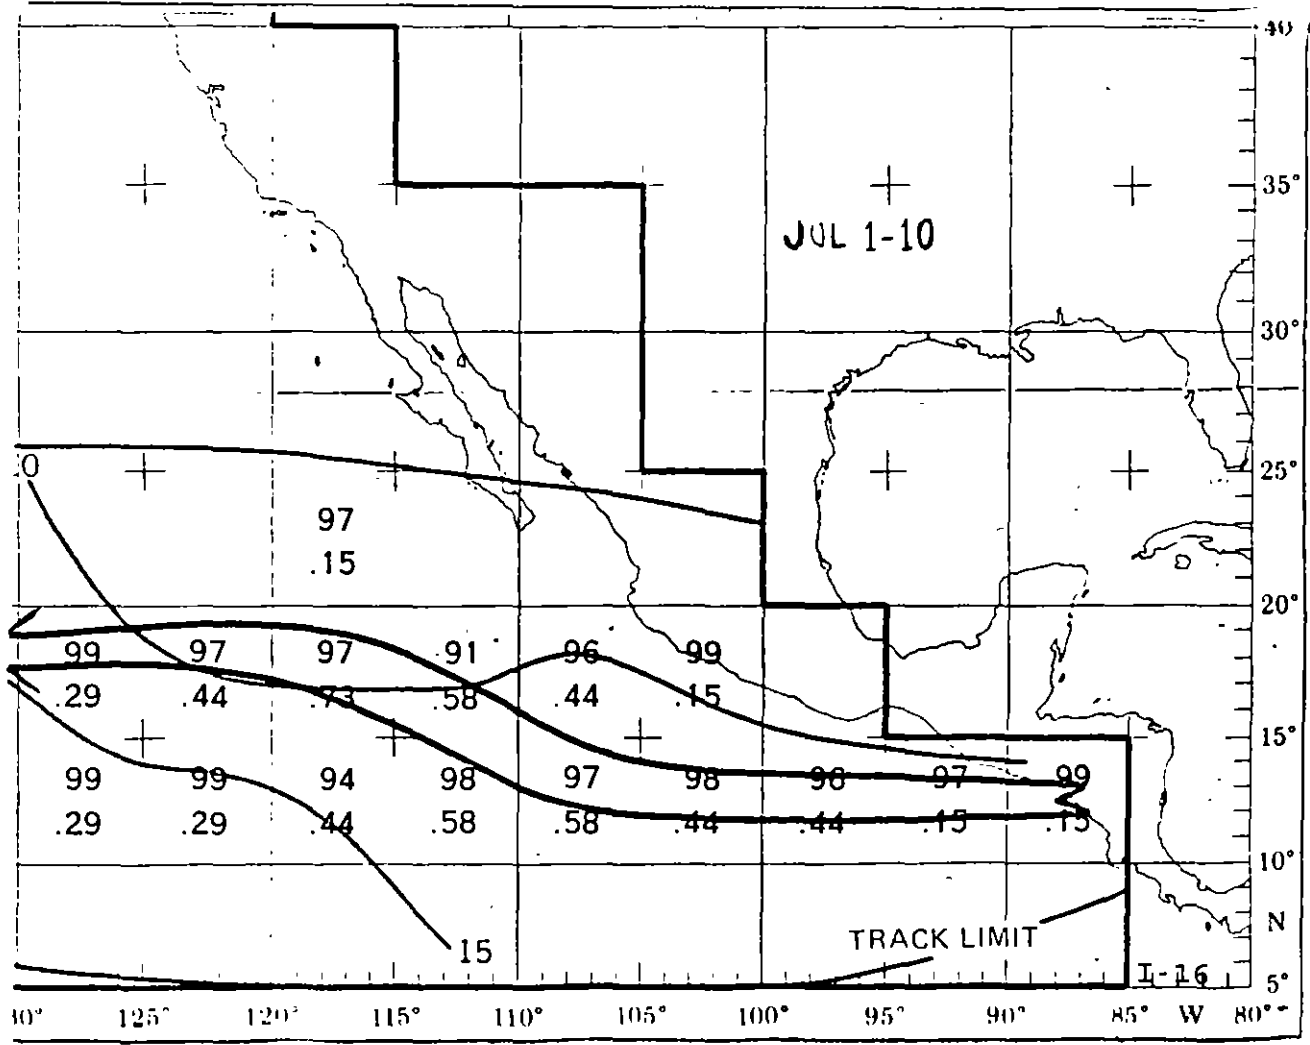 40
35°
JUL 1-10
30°
0
25°
97
.15
20°
99 97 97 91 96 99
.29 .44 .73 .58 .44 .15
15°
99 99 94 98 97 98 98 97 99
.29 .29 .44 .58 .58 .44 .44 .15 .15
10°
N
TRACK LIMIT
15
I-16
5°
125° 120° 115° 110° 105° 100° 95° 90° 85° W 80°